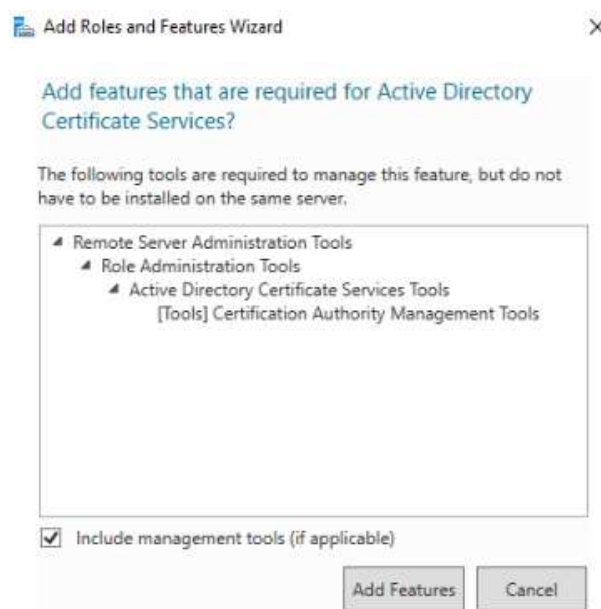 Add Roles and Features Wizard
Add features that are required for Active Directory
Certificate Services?
The following tools are required to manage this feature, but do not
have to be installed on the same server.
Remote Server Administration Tools
Role Administration Tools
Active Directory Certificate Services Tools
[Tools] Certification Authority Management Tools
Include management tools (if applicable)
Add Features
Cancel